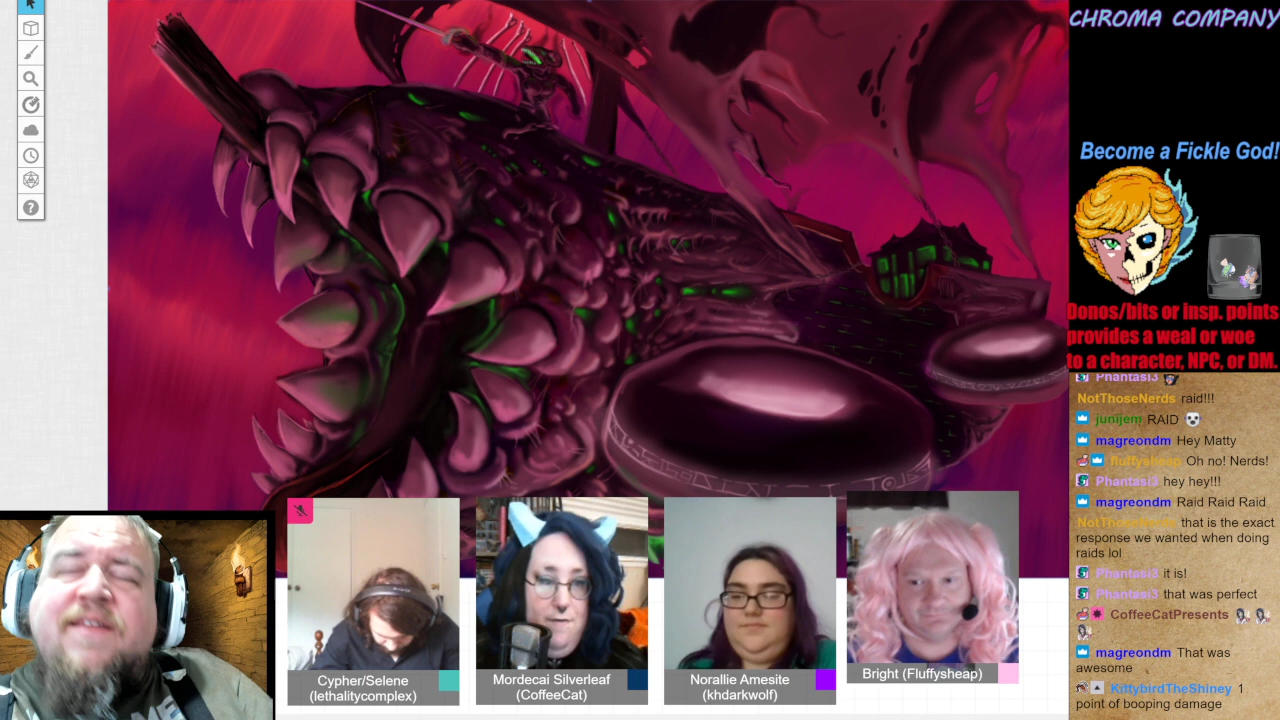 CHROMA COMPANY
Become a Fickle God!
Donos/bits or insp. points
provides a weal or woe
to a character, NPC, or DM.
Phantasi3
NotThoseNerds raid!!!
junijem RAID
magreondm Hey Matty
fluffysheap Oh no! Nerds!
Phantasi3 hey hey!!!
magreondm Raid Raid Raid
NotThoseNerds that is the exact
response we wanted when doing
raids lol
Phantasi3 it is!
Phantasi3 that was perfect
CoffeeCatPresents
magreondm That was
awesome
KittybirdTheShiney 1
point of booping damage
Cypher/Selene
(lethalitycomplex)
Mordecai Silverleaf
(CoffeeCat)
Norallie Amesite
(khdarkwolf)
Bright (Fluffysheap)
?